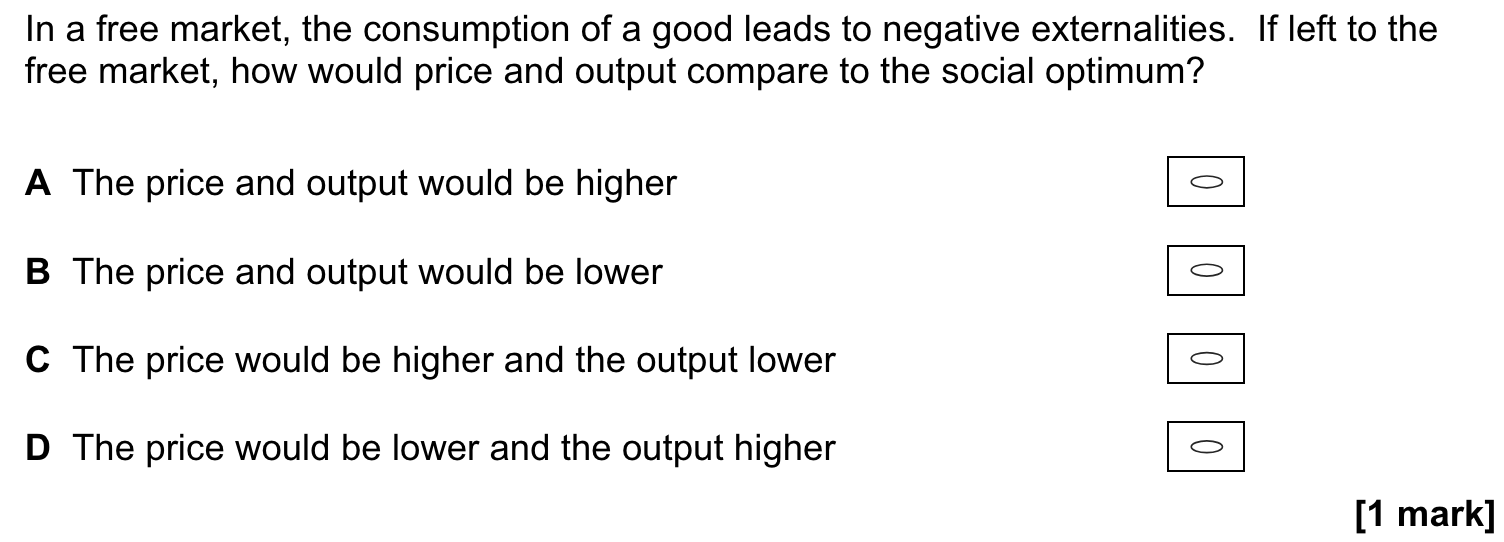 In a free market, the consumption of a good leads to negative externalities.  If left to the
free market, how would price and output compare to the social optimum?
A The price and output would be higher
B The price and output would be lower
C The price would be higher and the output lower
D The price would be lower and the output higher
[1 mark]